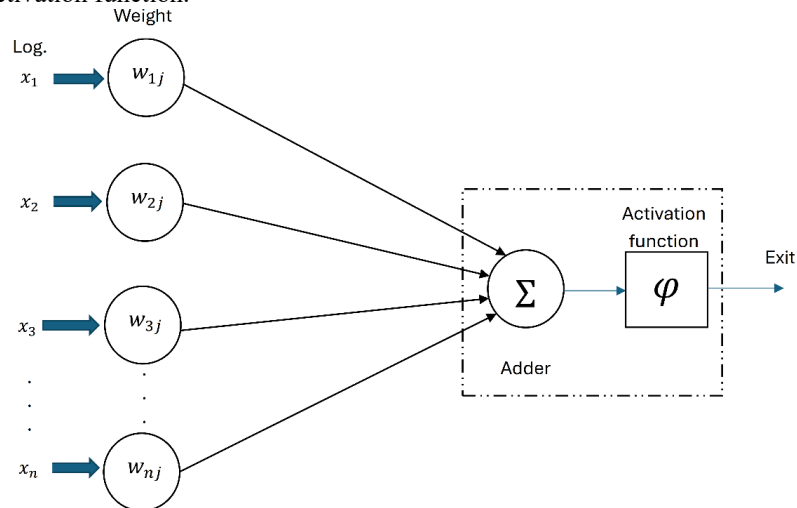 Weight
Log.
x₁
w₁ⱼ
x₂
w₂ⱼ
Activation
function
Exit
Σ
φ
x₃
w₃ⱼ
Adder
xₙ
wₙⱼ